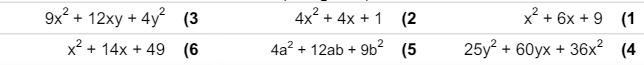 1) x² + 6x + 9   2) 4x² + 4x + 1   3) 9x² + 12xy + 4y²
4) 25y² + 60yx + 36x²   5) 4a² + 12ab + 9b²   6) x² + 14x + 49